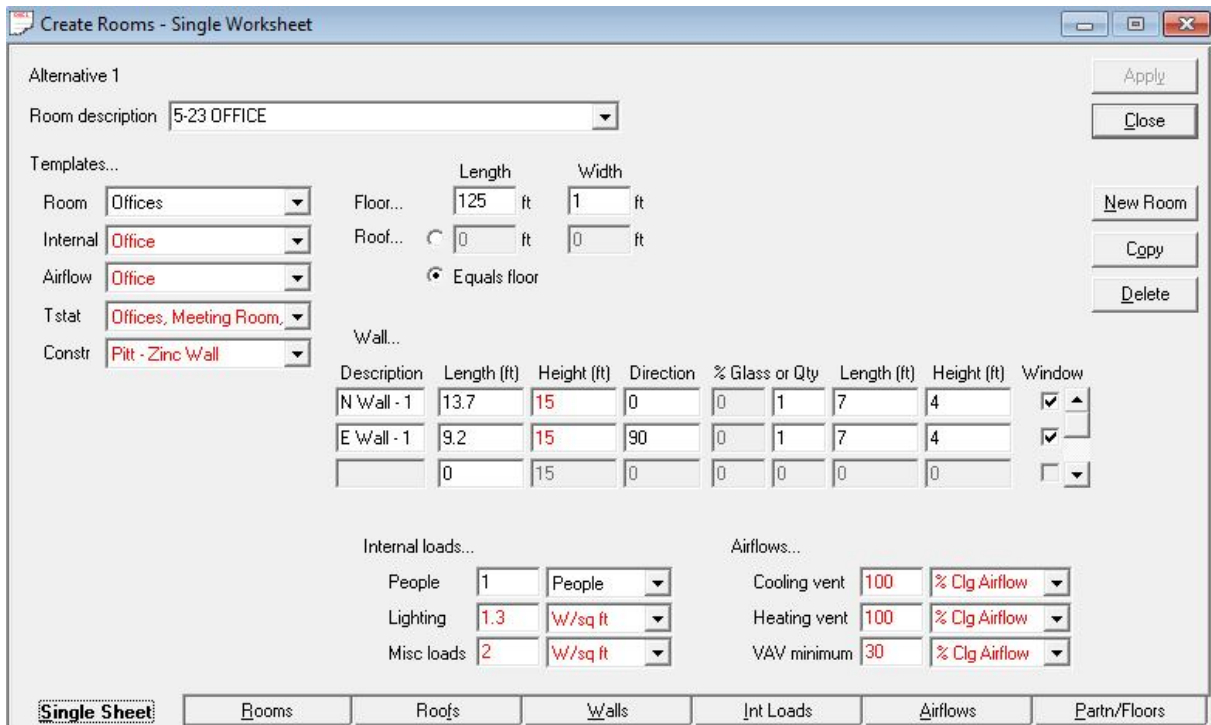 Create Rooms - Single Worksheet
Alternative 1
Apply
Room description 5-23 OFFICE
Close
Templates...
Length Width
Room Offices Floor... 125 ft 1 ft
New Room
Internal Office Roof... 0 ft 0 ft
Copy
Airflow Office Equals floor
Delete
Tstat Offices, Meeting Room,
Wall...
Constr Pitt - Zinc Wall
Description Length (ft) Height (ft) Direction % Glass or Qty Length (ft) Height (ft) Window
N Wall - 1 13.7 15 0 0 1 7 4
E Wall - 1 9.2 15 90 0 1 7 4
0 15 0 0 0 0 0
Internal loads... Airflows...
People 1 People Cooling vent 100 % Clg Airflow
Lighting 1.3 W/sq ft Heating vent 100 % Clg Airflow
Misc loads 2 W/sq ft VAV minimum 30 % Clg Airflow
Single Sheet Rooms Roofs Walls Int Loads Airflows Partn/Floors